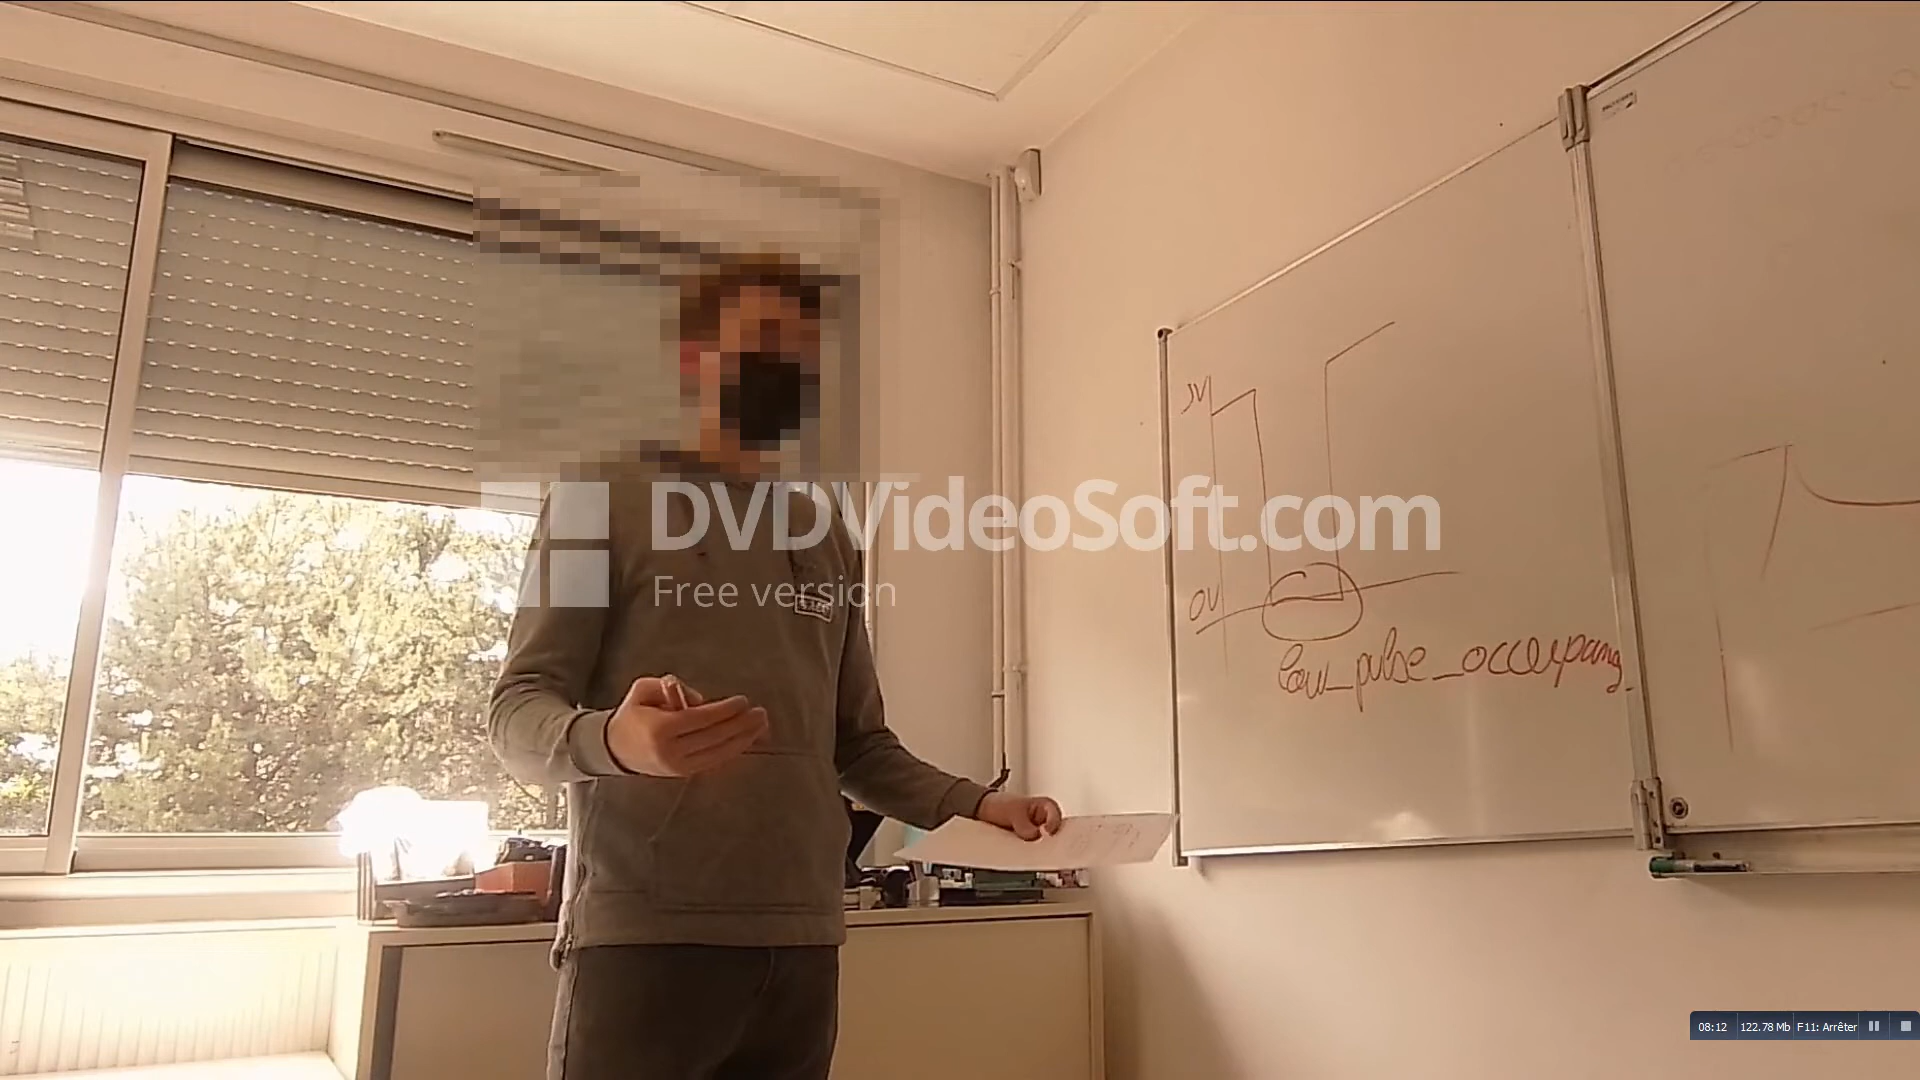 5V
DVDVideoSoft.com
Free version
0V
low_pulse_occupancy
08:12 122.78 Mb F11: Arrêter